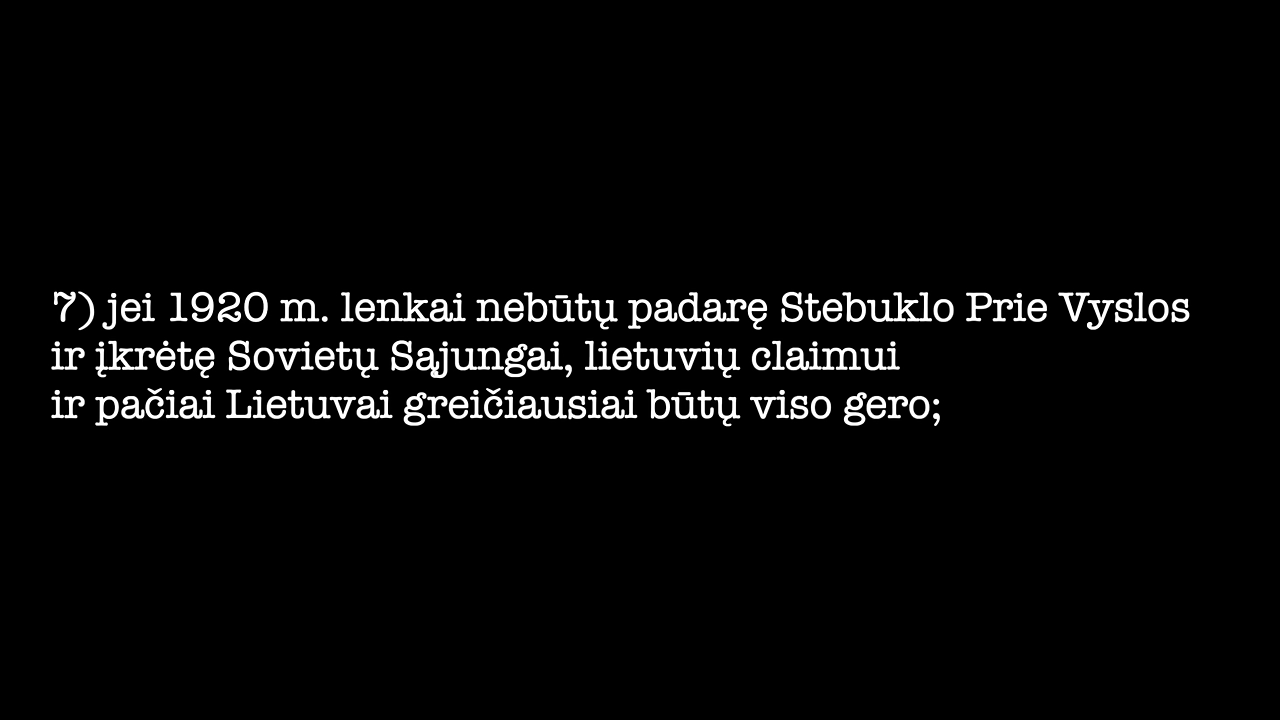 7) jei 1920 m. lenkai nebūtų padarę Stebuklo Prie Vyslos
ir įkrėtę Sovietų Sąjungai, lietuvių claimui
ir pačiai Lietuvai greičiausiai būtų viso gero;